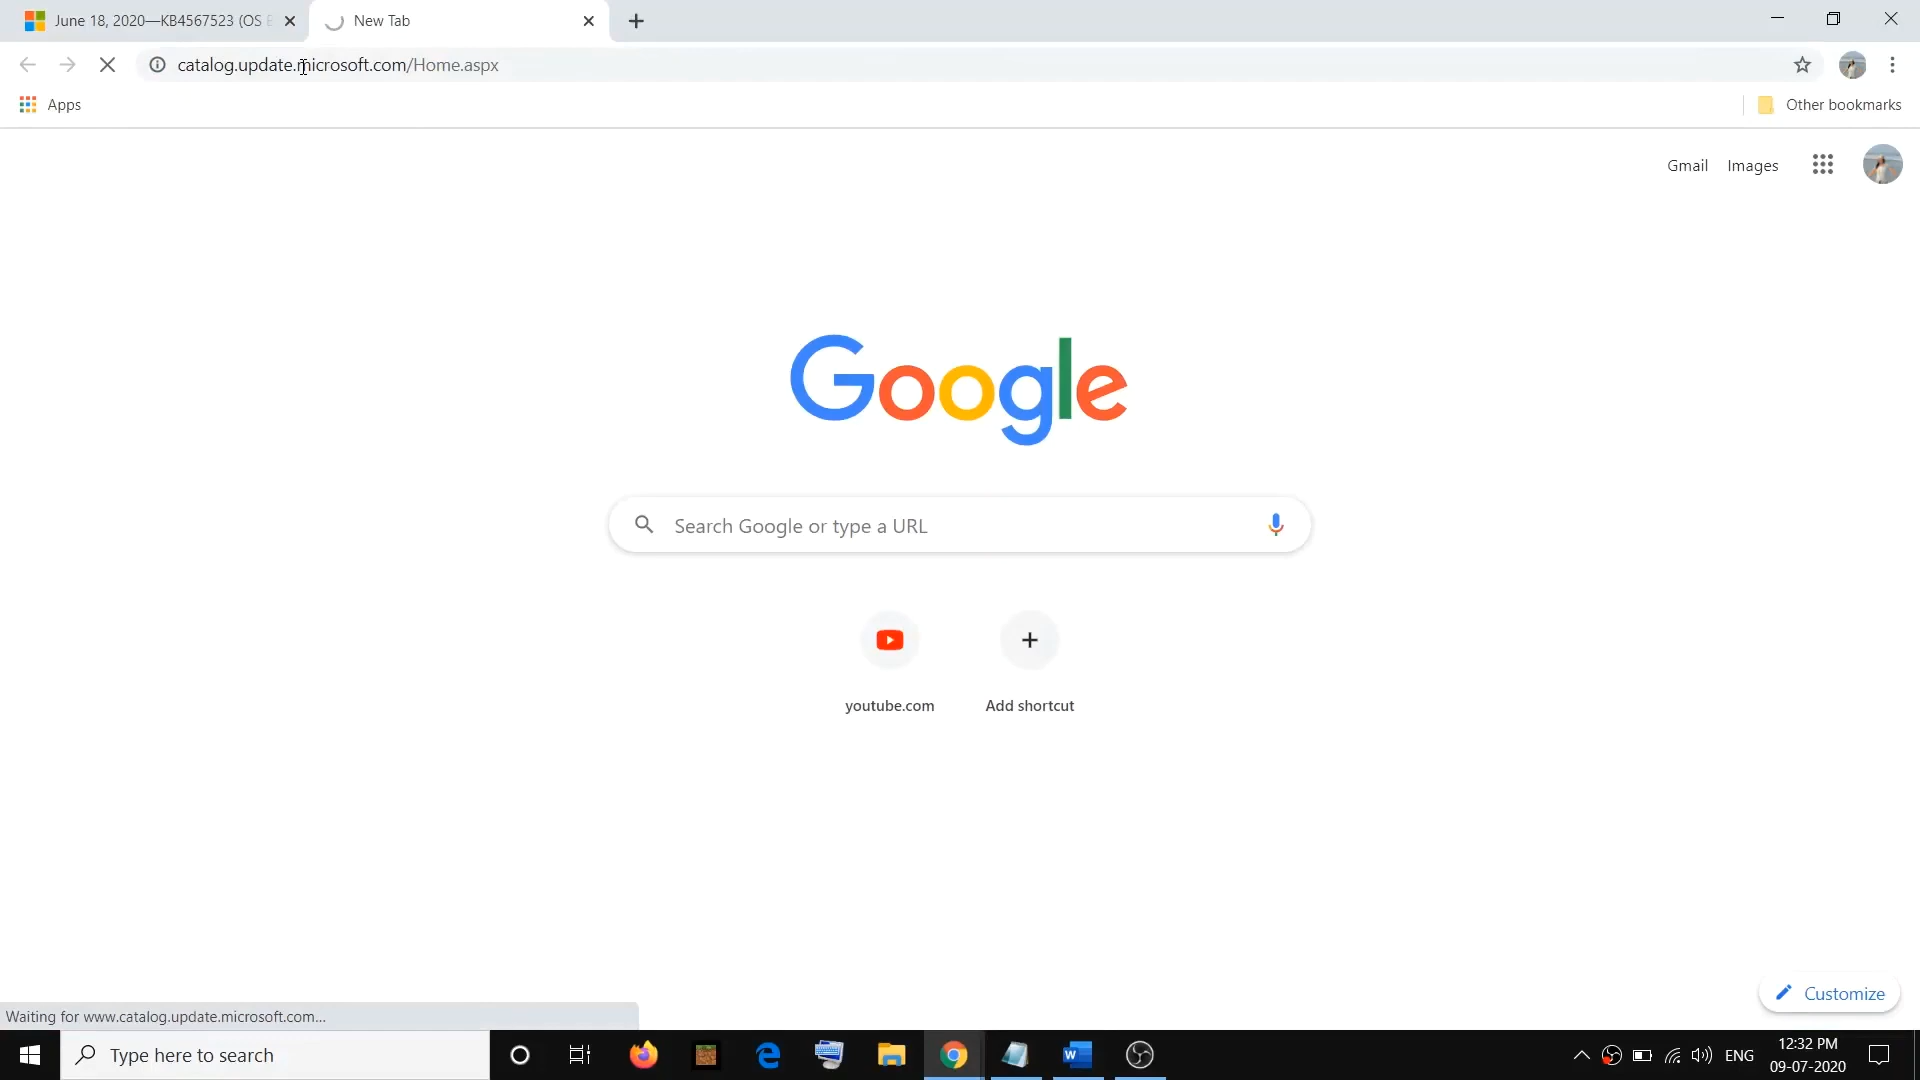 June 18, 2020—KB4567523 (OS
New Tab
catalog.update.microsoft.com/Home.aspx
Apps
Other bookmarks
Gmail
Images
Google
Search Google or type a URL
youtube.com
Add shortcut
Customize
Waiting for www.catalog.update.microsoft.com...
Type here to search
ENG
12:32 PM
09-07-2020